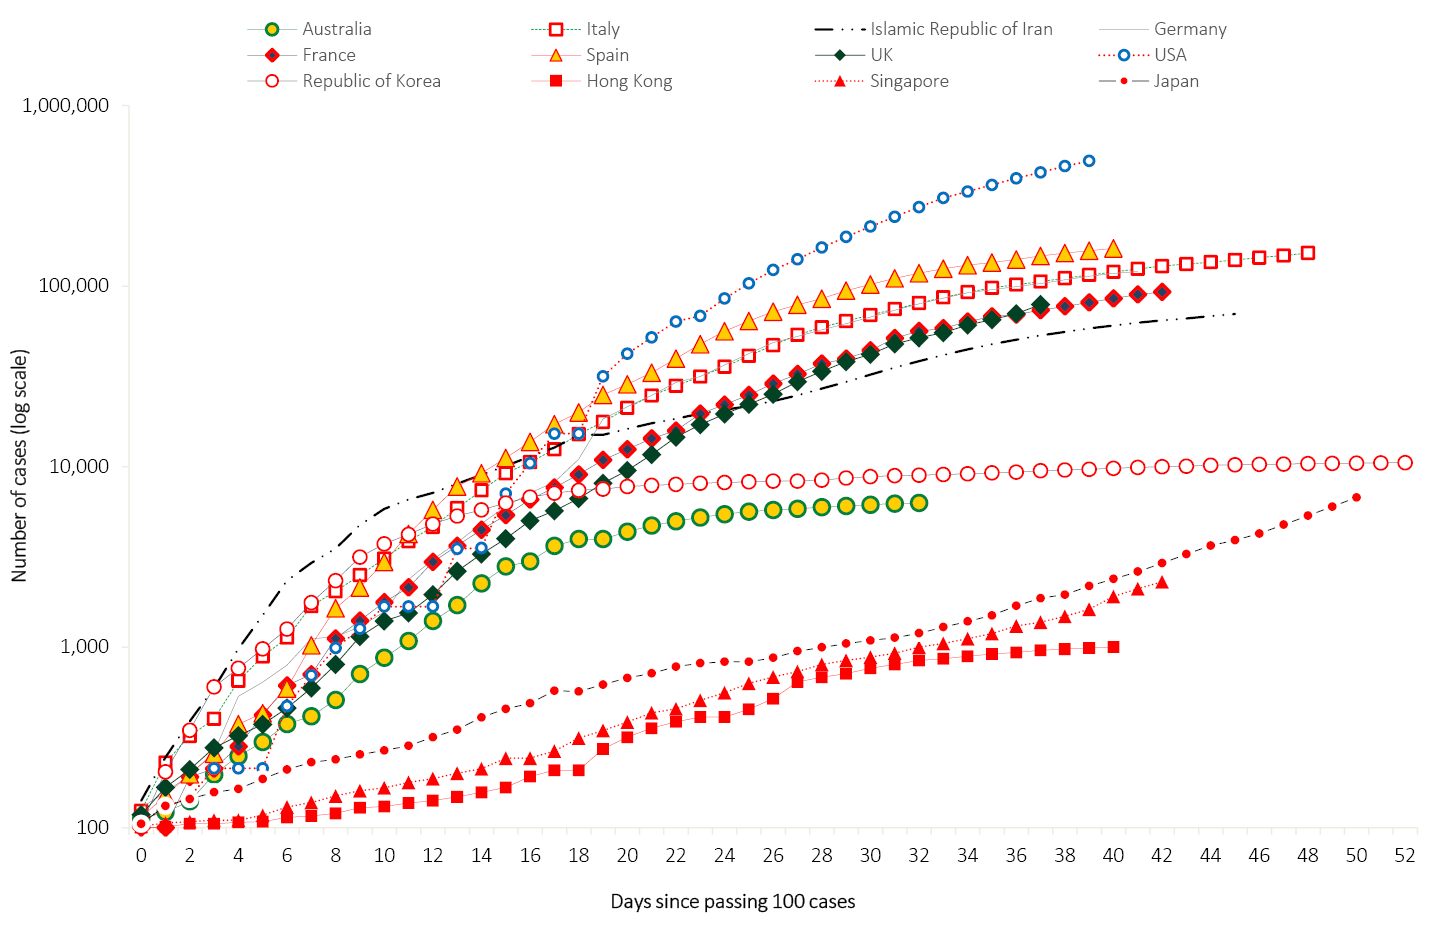 Australia Italy Islamic Republic of Iran Germany
France Spain UK USA
Republic of Korea Hong Kong Singapore Japan
1,000,000
100,000
10,000
1,000
100
Number of cases (log scale)
0 2 4 6 8 10 12 14 16 18 20 22 24 26 28 30 32 34 36 38 40 42 44 46 48 50 52
Days since passing 100 cases